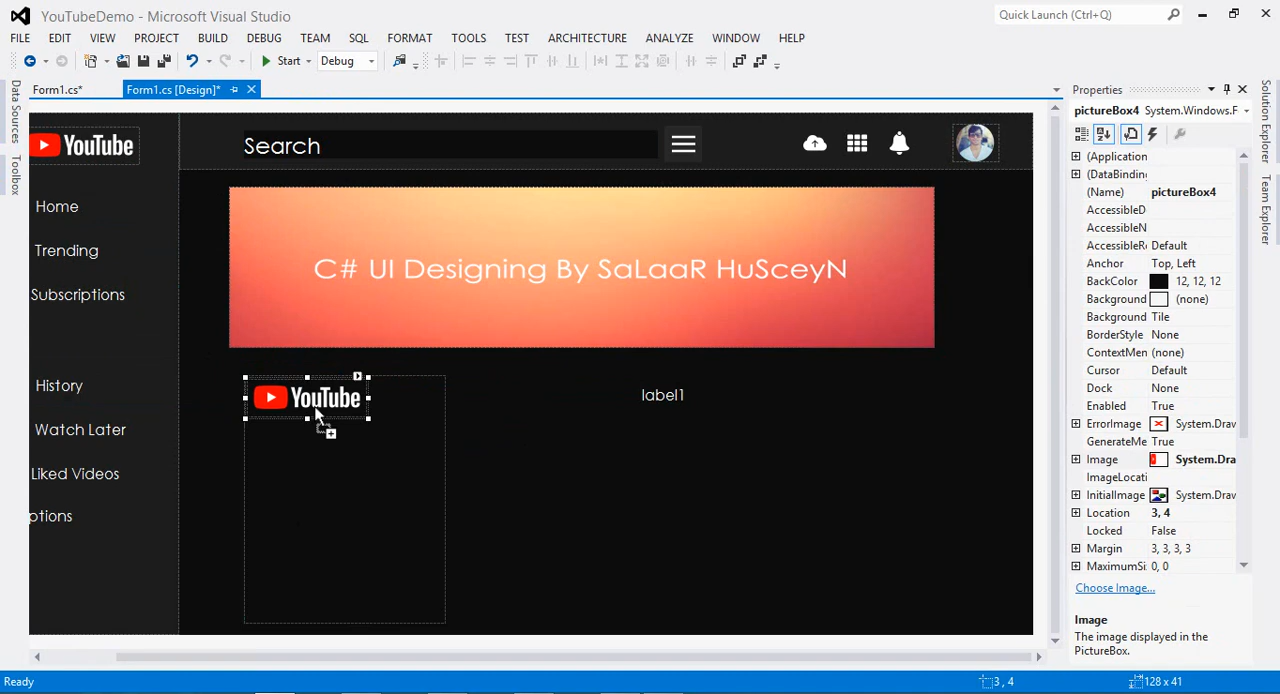 YouTubeDemo - Microsoft Visual Studio
Quick Launch (Ctrl+Q)
FILE EDIT VIEW PROJECT BUILD DEBUG TEAM SQL FORMAT TOOLS TEST ARCHITECTURE ANALYZE WINDOW HELP
Start Debug
Form1.cs* Form1.cs [Design]*
Data Sources
Toolbox
YouTube
Search
Home
Trending
Subscriptions
History
Watch Later
Liked Videos
ptions
C# UI Designing By SaLaaR HuSceyN
YouTube
label1
Properties
pictureBox4 System.Windows.F
(Application
(DataBinding
(Name) pictureBox4
AccessibleD
AccessibleN
AccessibleRo Default
Anchor Top, Left
BackColor 12, 12, 12
Background (none)
Background Tile
BorderStyle None
ContextMen (none)
Cursor Default
Dock None
Enabled True
ErrorImage System.Draw
GenerateMe True
Image System.Dra
ImageLocati
InitialImage System.Draw
Location 3, 4
Locked False
Margin 3, 3, 3, 3
MaximumSi 0, 0
Choose Image...
Image
The image displayed in the
PictureBox.
Solution Explorer
Team Explorer
Ready
3 , 4
128 x 41